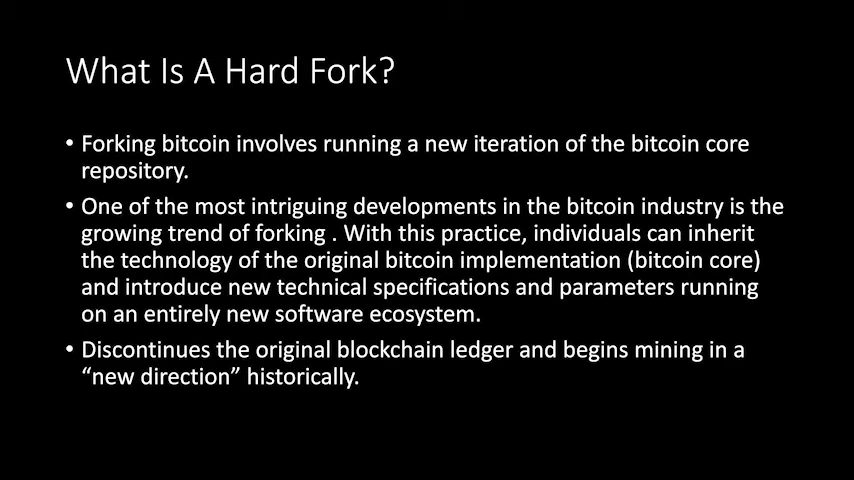 What Is A Hard Fork?
• Forking bitcoin involves running a new iteration of the bitcoin core
repository.
• One of the most intriguing developments in the bitcoin industry is the
growing trend of forking . With this practice, individuals can inherit
the technology of the original bitcoin implementation (bitcoin core)
and introduce new technical specifications and parameters running
on an entirely new software ecosystem.
• Discontinues the original blockchain ledger and begins mining in a
“new direction” historically.